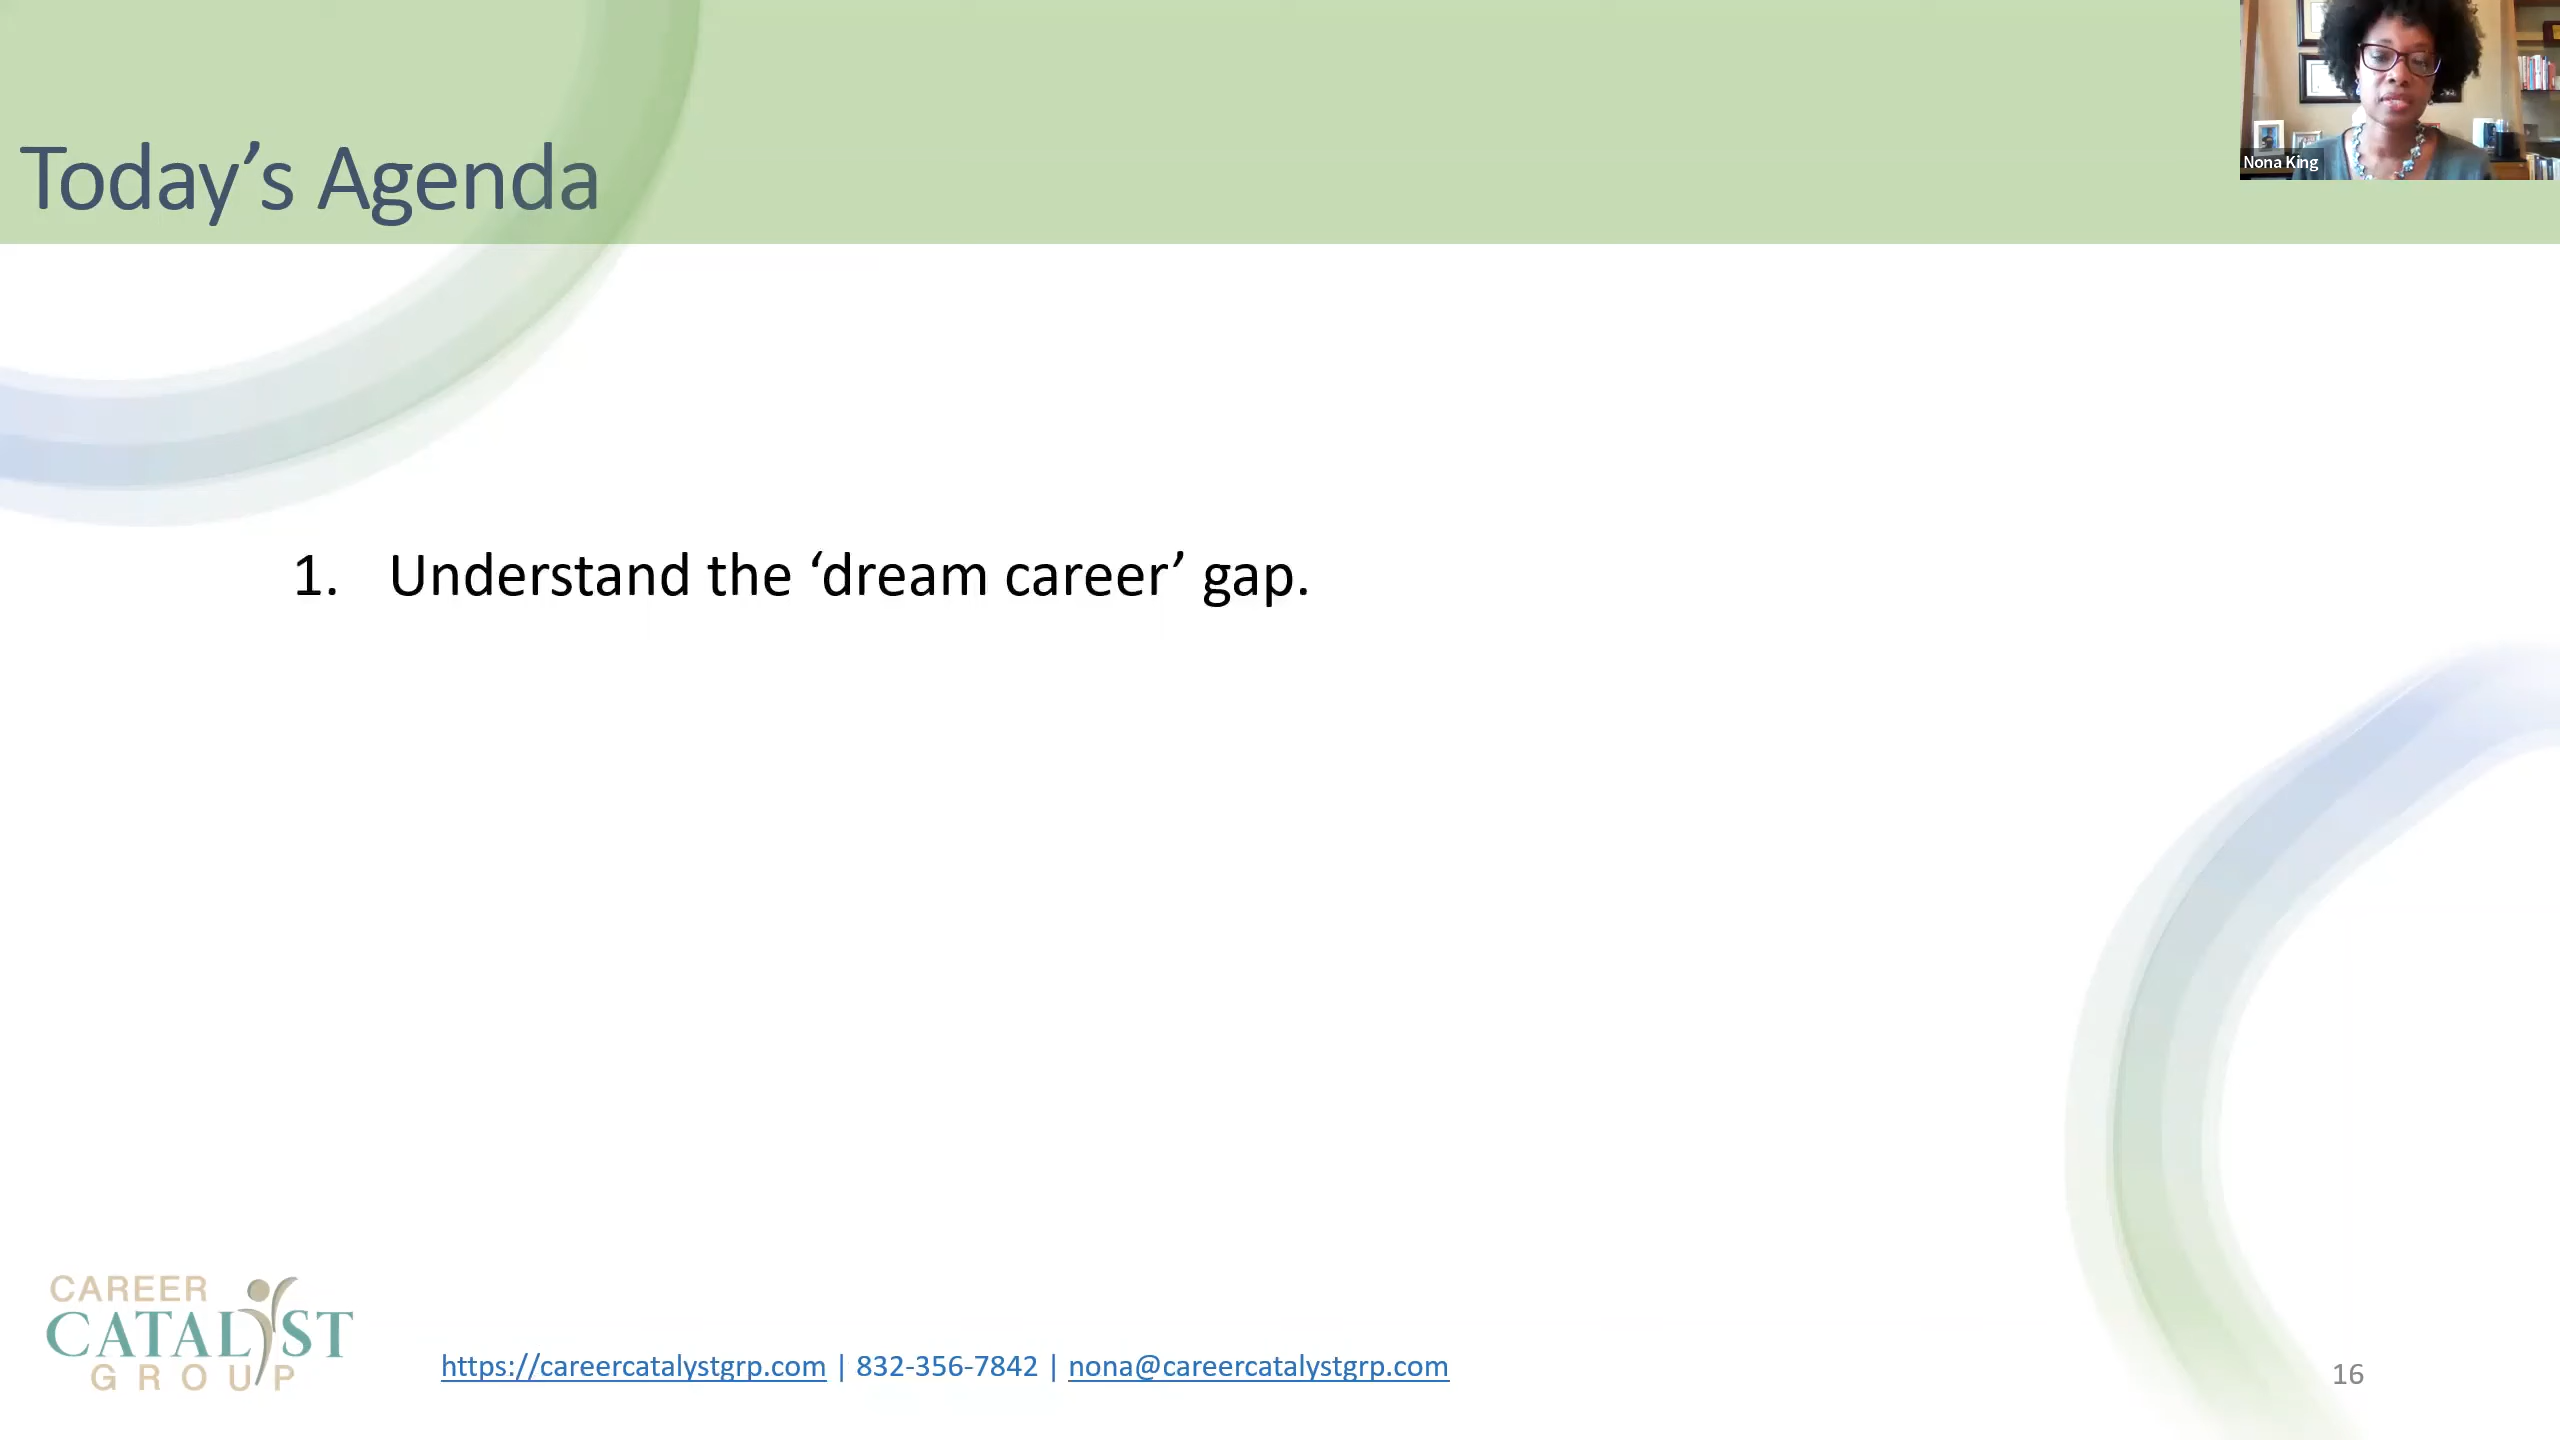 Today’s Agenda
Nona King
1. Understand the ‘dream career’ gap.
CAREER
CATALYST
GROUP
https://careercatalystgrp.com | 832-356-7842 | nona@careercatalystgrp.com
16